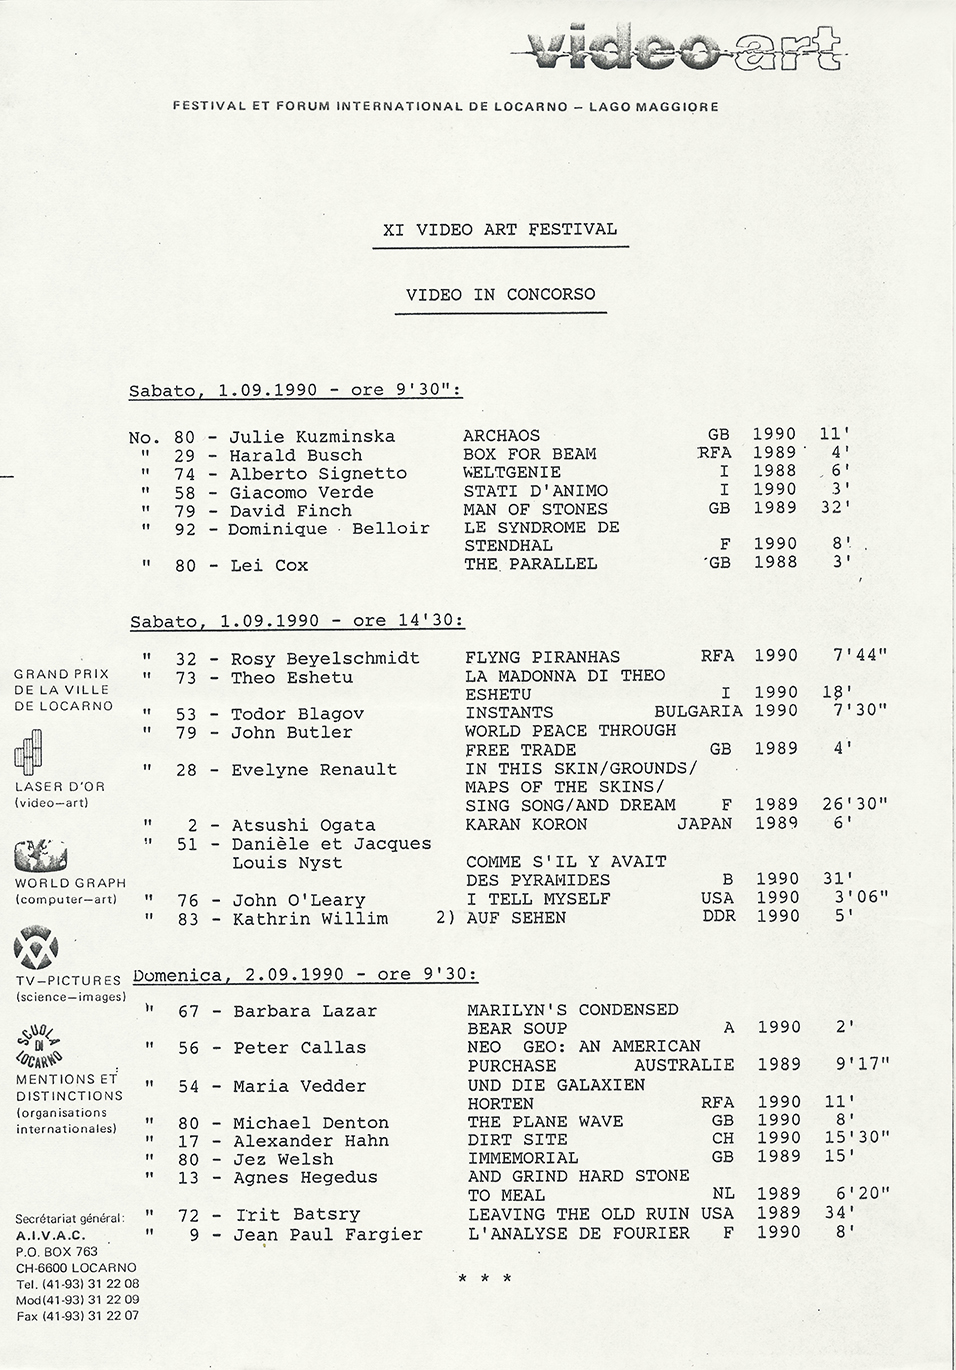 video art
FESTIVAL ET FORUM INTERNATIONAL DE LOCARNO – LAGO MAGGIORE
XI VIDEO ART FESTIVAL
VIDEO IN CONCORSO
Sabato, 1.09.1990 - ore 9'30":
No. 80 - Julie Kuzminska ARCHAOS GB 1990 11'
" 29 - Harald Busch BOX FOR BEAM RFA 1989 4'
" 74 - Alberto Signetto WELTGENIE I 1988 6'
" 58 - Giacomo Verde STATI D'ANIMO I 1990 3'
" 79 - David Finch MAN OF STONES GB 1989 32'
" 92 - Dominique Belloir LE SYNDROME DE
STENDHAL F 1990 8'
" 80 - Lei Cox THE PARALLEL GB 1988 3'
Sabato, 1.09.1990 - ore 14'30:
" 32 - Rosy Beyelschmidt FLYNG PIRANHAS RFA 1990 7'44"
" 73 - Theo Eshetu LA MADONNA DI THEO
ESHETU I 1990 18'
" 53 - Todor Blagov INSTANTS BULGARIA 1990 7'30"
" 79 - John Butler WORLD PEACE THROUGH
FREE TRADE GB 1989 4'
" 28 - Evelyne Renault IN THIS SKIN/GROUNDS/
MAPS OF THE SKINS/
SING SONG/AND DREAM F 1989 26'30"
" 2 - Atsushi Ogata KARAN KORON JAPAN 1989 6'
" 51 - Danièle et Jacques
Louis Nyst COMME S'IL Y AVAIT
DES PYRAMIDES B 1990 31'
" 76 - John O'Leary I TELL MYSELF USA 1990 3'06"
" 83 - Kathrin Willim 2) AUF SEHEN DDR 1990 5'
Domenica, 2.09.1990 - ore 9'30:
" 67 - Barbara Lazar MARILYN'S CONDENSED
BEAR SOUP A 1990 2'
" 56 - Peter Callas NEO GEO: AN AMERICAN
PURCHASE AUSTRALIE 1989 9'17"
" 54 - Maria Vedder UND DIE GALAXIEN
HORTEN RFA 1990 11'
" 80 - Michael Denton THE PLANE WAVE GB 1990 8'
" 17 - Alexander Hahn DIRT SITE CH 1990 15'30"
" 80 - Jez Welsh IMMEMORIAL GB 1989 15'
" 13 - Agnes Hegedus AND GRIND HARD STONE
TO MEAL NL 1989 6'20"
" 72 - Irit Batsry LEAVING THE OLD RUIN USA 1989 34'
" 9 - Jean Paul Fargier L'ANALYSE DE FOURIER F 1990 8'
* * *
GRAND PRIX
DE LA VILLE
DE LOCARNO
LASER D'OR
(video–art)
WORLD GRAPH
(computer–art)
TV–PICTURES
(science–images)
SCUOLA
DI
LOCARNO
MENTIONS ET
DISTINCTIONS
(organisations
internationales)
Secrétariat général:
A.I.V.A.C.
P.O. BOX 763
CH-6600 LOCARNO
Tel. (41-93) 31 22 08
Mod(41-93) 31 22 09
Fax (41-93) 31 22 07